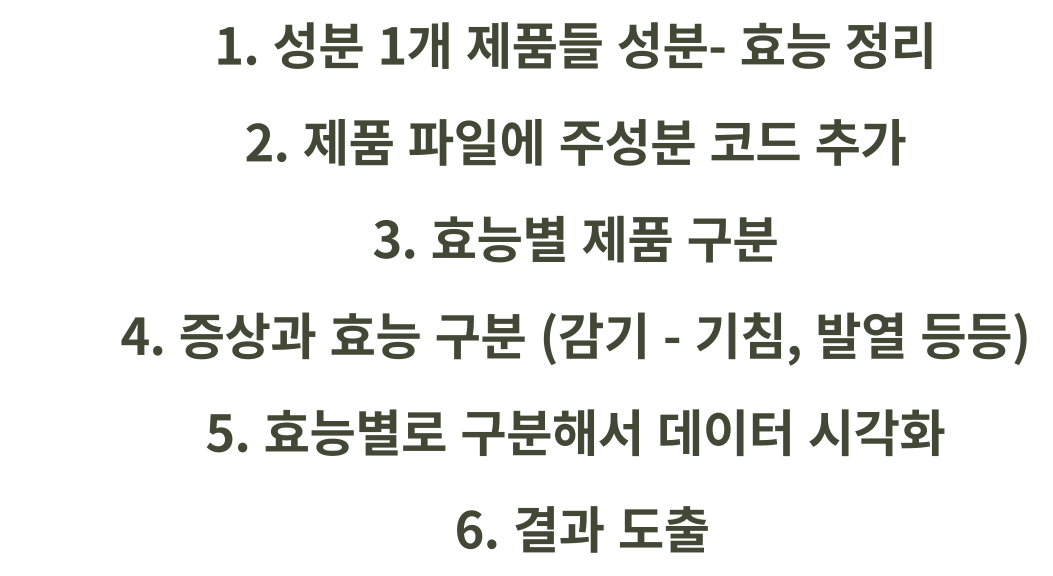 1. 성분 1개 제품들 성분- 효능 정리
2. 제품 파일에 주성분 코드 추가
3. 효능별 제품 구분
4. 증상과 효능 구분 (감기 - 기침, 발열 등등)
5. 효능별로 구분해서 데이터 시각화
6. 결과 도출